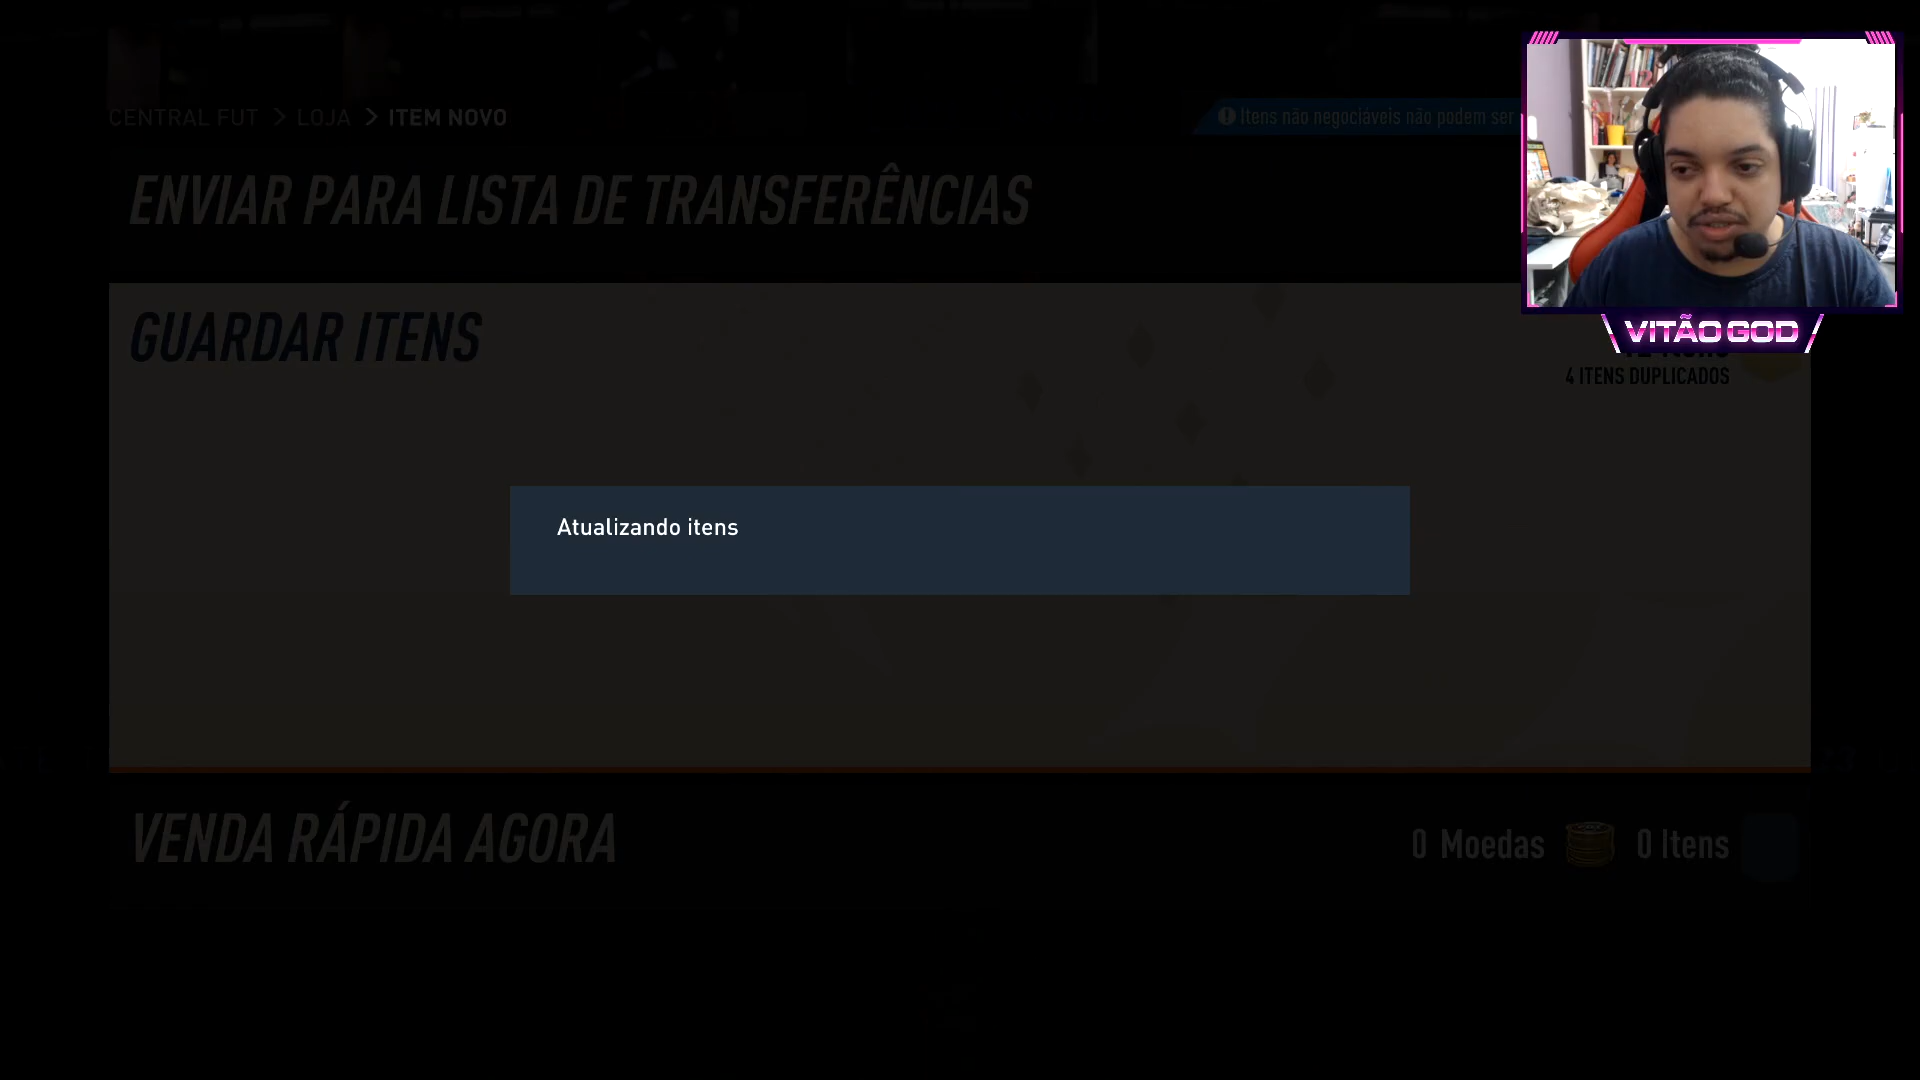 CENTRAL FUT > LOJA > ITEM NOVO
Itens não negociáveis não podem ser
ENVIAR PARA LISTA DE TRANSFERÊNCIAS
GUARDAR ITENS
VITÃO GOD
4 ITENS DUPLICADOS
Atualizando itens
VENDA RÁPIDA AGORA
0 Moedas
0 Itens